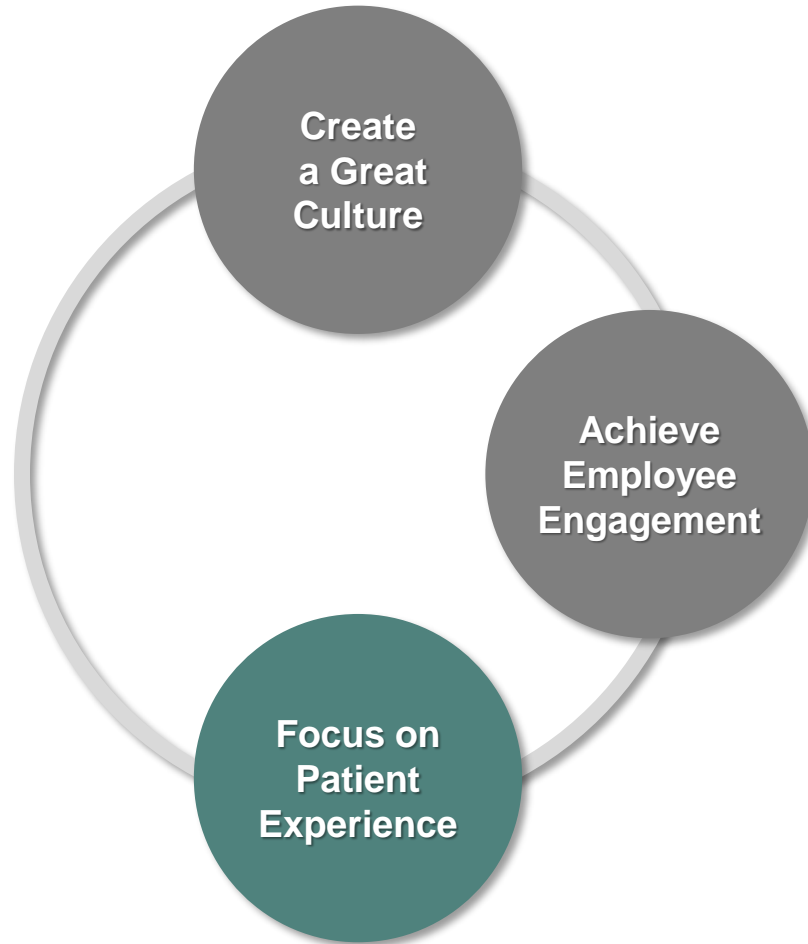 Create
a Great
Culture
Achieve
Employee
Engagement
Focus on
Patient
Experience